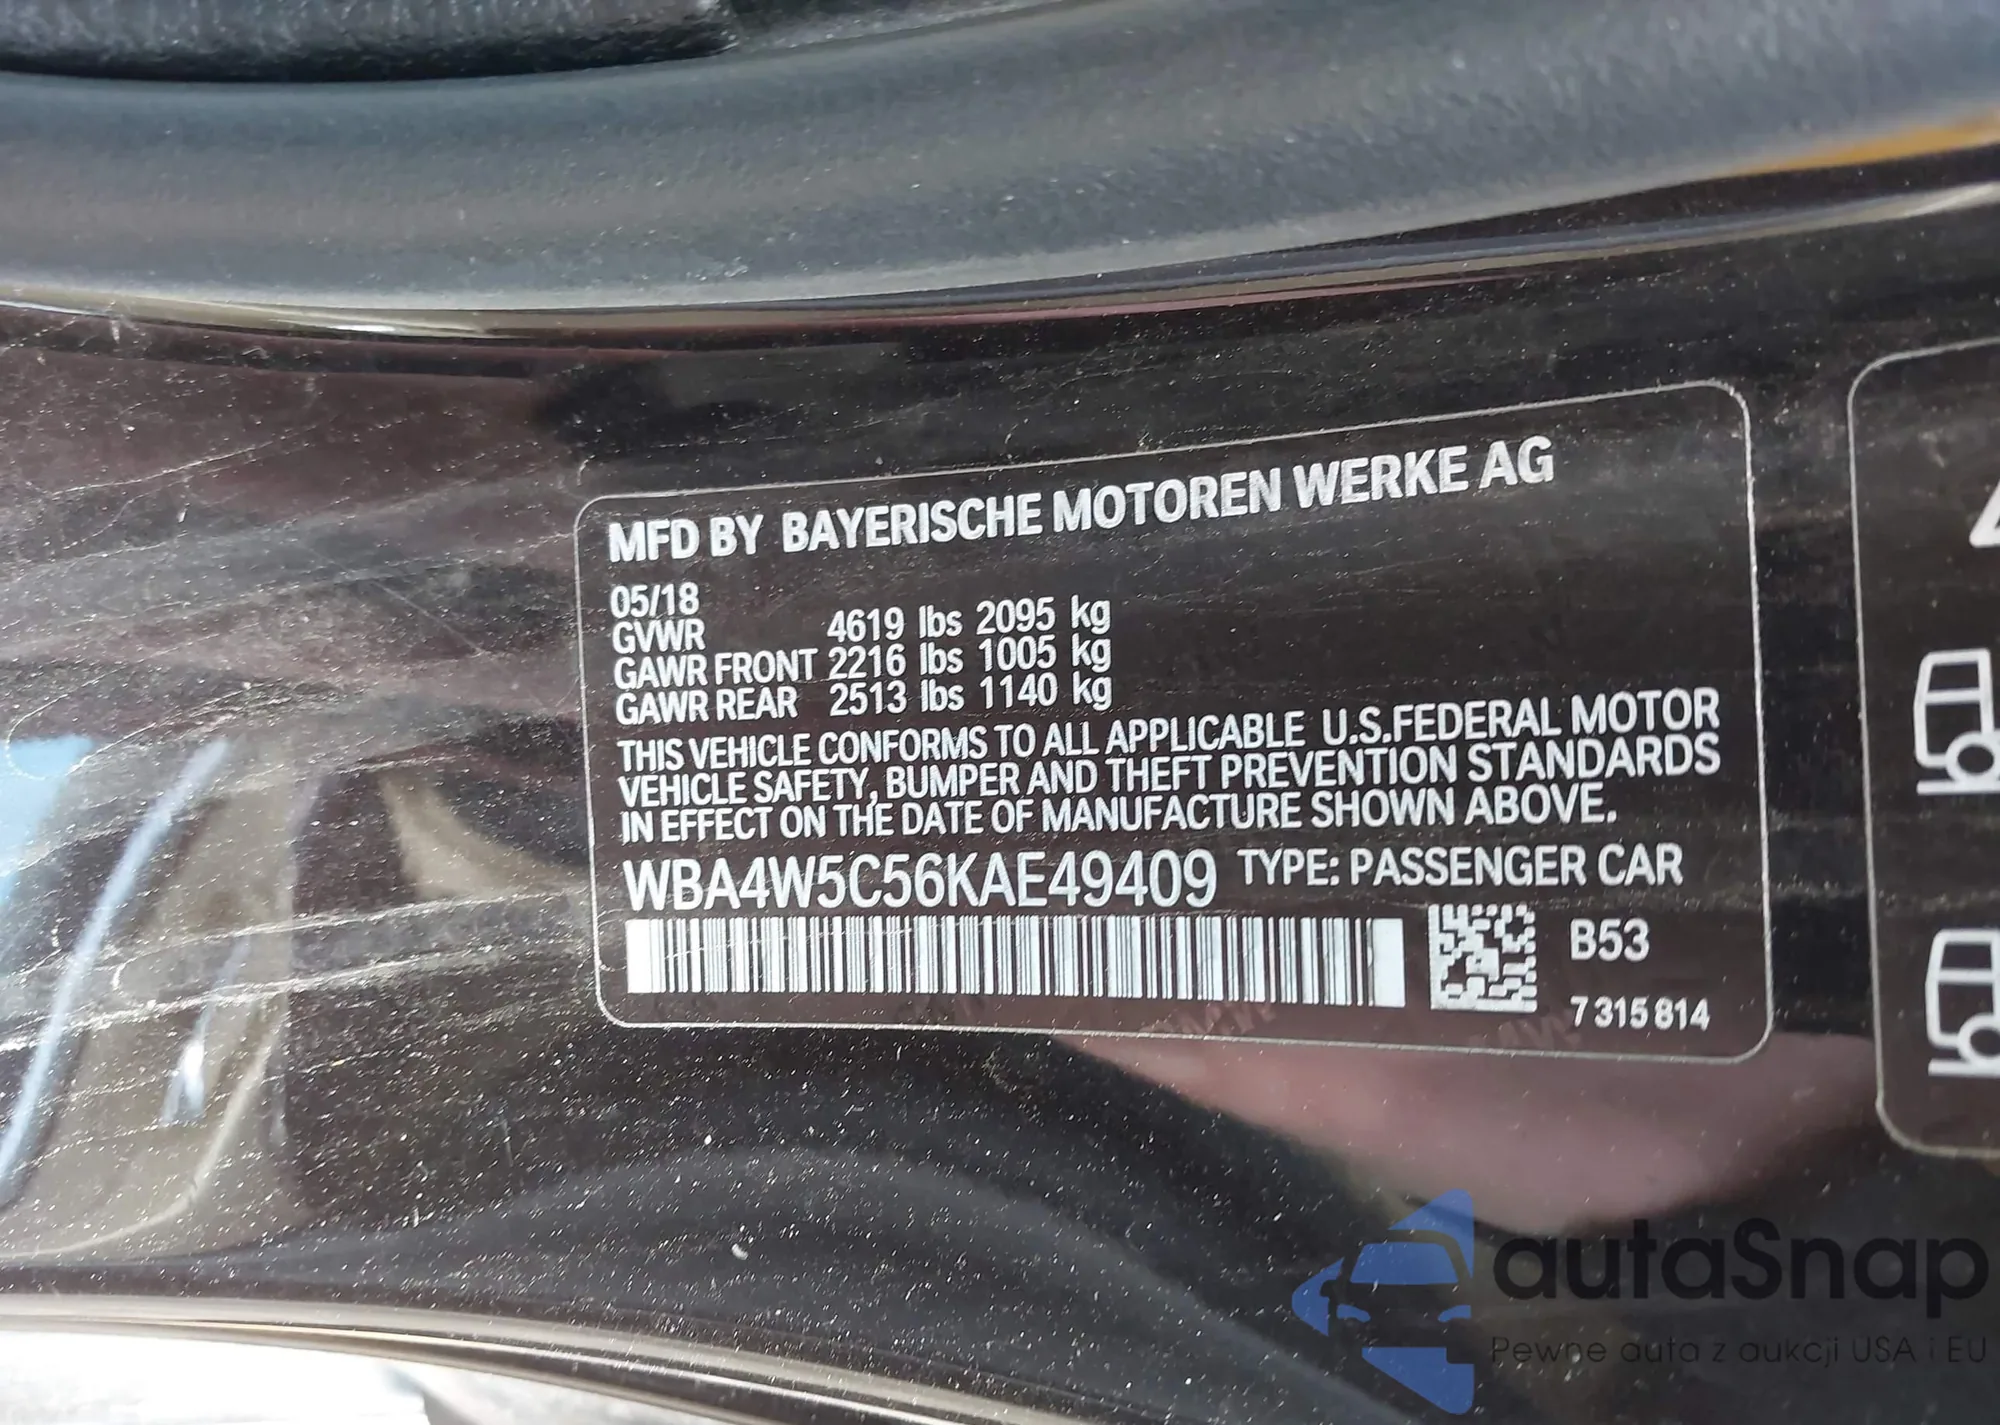 MFD BY BAYERISCHE MOTOREN WERKE AG
05/18
GVWR 4619 lbs 2095 kg
GAWR FRONT 2216 lbs 1005 kg
GAWR REAR 2513 lbs 1140 kg
THIS VEHICLE CONFORMS TO ALL APPLICABLE U.S.FEDERAL MOTOR
VEHICLE SAFETY, BUMPER AND THEFT PREVENTION STANDARDS
IN EFFECT ON THE DATE OF MANUFACTURE SHOWN ABOVE.
WBA4W5C56KAE49409 TYPE: PASSENGER CAR
B53
7 315 814
autaSnap
Pewne auta z aukcji USA i EU